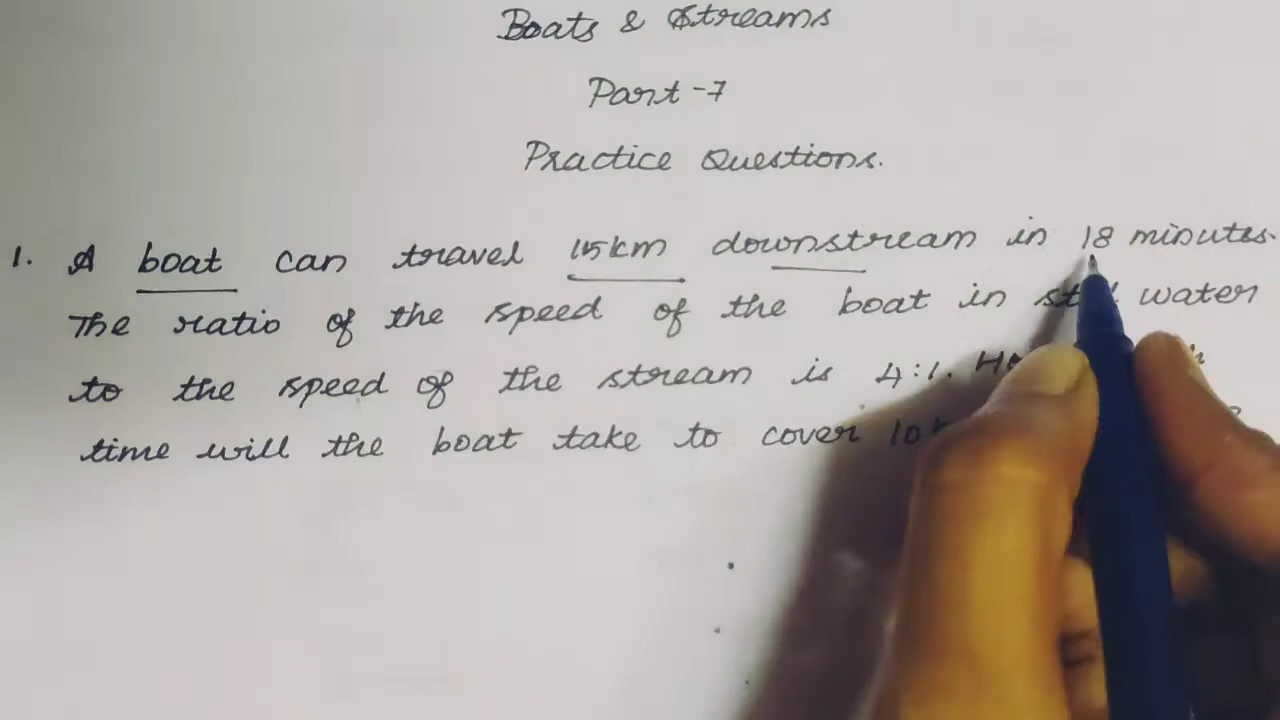 Boats & Streams
Part-7
Practice Questions.
1. A boat can travel 15km downstream in 18 minutes.
The ratio of the speed of the boat in water
to the speed of the stream is 4:1.
time will the boat take to cover